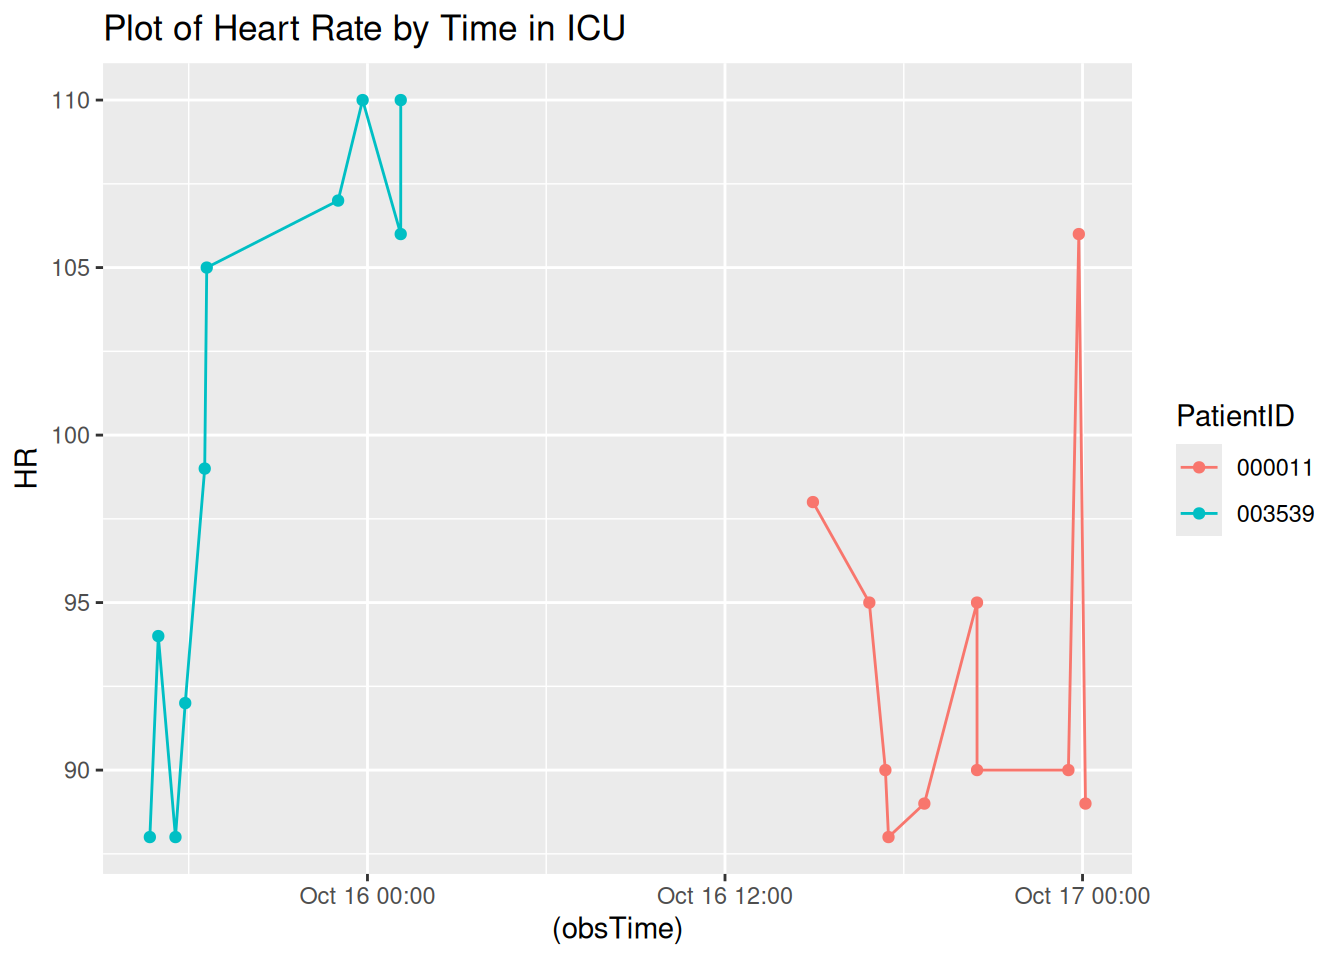 Plot of Heart Rate by Time in ICU
110
105
100
95
90
HR
Oct 16 00:00
Oct 16 12:00
Oct 17 00:00
(obsTime)
PatientID
000011
003539